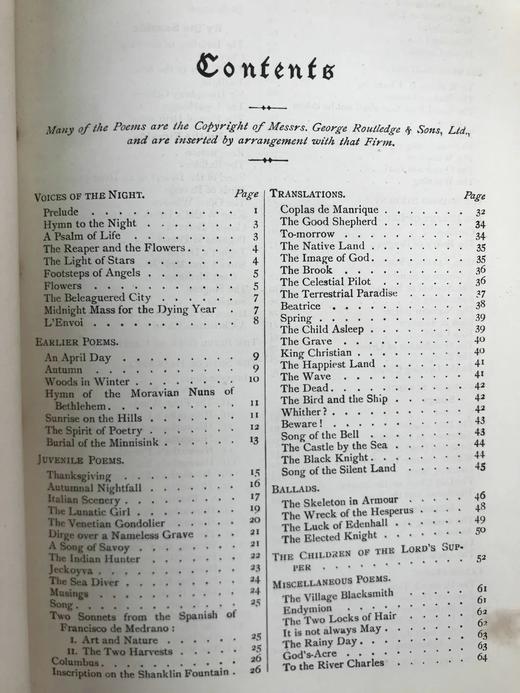 Contents
Many of the Poems are the Copyright of Messrs. George Routledge & Sons, Ltd.,
and are inserted by arrangement with that Firm.
VOICES OF THE NIGHT. Page
Prelude . . . . . . . . 1
Hymn to the Night . . . . . 3
A Psalm of Life . . . . . . 3
The Reaper and the Flowers . . . 4
The Light of Stars . . . . . 4
Footsteps of Angels . . . . . 5
Flowers . . . . . . . 5
The Beleaguered City . . . . 7
Midnight Mass for the Dying Year . 7
L'Envoi . . . . . . . 8
EARLIER POEMS.
An April Day . . . . . . 9
Autumn . . . . . . . 9
Woods in Winter . . . . . 10
Hymn of the Moravian Nuns of
Bethlehem . . . . . . 11
Sunrise on the Hills . . . . . 11
The Spirit of Poetry . . . . . 12
Burial of the Minnisink . . . . 13
JUVENILE POEMS.
Thanksgiving . . . . . . 15
Autumnal Nightfall . . . . . 16
Italian Scenery . . . . . . 17
The Lunatic Girl . . . . . 19
The Venetian Gondolier . . . . 20
Dirge over a Nameless Grave . . . 21
A Song of Savoy . . . . . 21
The Indian Hunter . . . . . 22
Jeckoyva . . . . . . . 23
The Sea Diver . . . . . . 24
Musings . . . . . . . 24
Song . . . . . . . . 25
Two Sonnets from the Spanish of
Francisco de Medrano :
I. Art and Nature . . . . 25
II. The Two Harvests . . . . 25
Columbus . . . . . . . 26
Inscription on the Shanklin Fountain . 26
TRANSLATIONS. Page
Coplas de Manrique . . . . . 32
The Good Shepherd . . . . . 34
To-morrow . . . . . . 34
The Native Land . . . . . 35
The Image of God . . . . . 35
The Brook . . . . . . 36
The Celestial Pilot . . . . . 36
The Terrestrial Paradise . . . . 37
Beatrice . . . . . . . 38
Spring . . . . . . . 39
The Child Asleep . . . . . 39
The Grave . . . . . . 40
King Christian . . . . . . 40
The Happiest Land . . . . . 41
The Wave . . . . . . . 41
The Dead . . . . . . . 42
The Bird and the Ship . . . . 42
Whither? . . . . . . . 42
Beware! . . . . . . . 43
Song of the Bell . . . . . 43
The Castle by the Sea . . . . 44
The Black Knight . . . . . 44
Song of the Silent Land . . . . 45
BALLADS.
The Skeleton in Armour . . . . 46
The Wreck of the Hesperus . . . 48
The Luck of Edenhall . . . . 49
The Elected Knight . . . . . 50
THE CHILDREN OF THE LORD'S SUP-
PER . . . . . . . . 52
MISCELLANEOUS POEMS.
The Village Blacksmith . . . . 61
Endymion . . . . . . . 61
The Two Locks of Hair . . . . 62
It is not always May . . . . . 62
The Rainy Day . . . . . . 63
God's-Acre . . . . . . 63
To the River Charles . . . . . 64